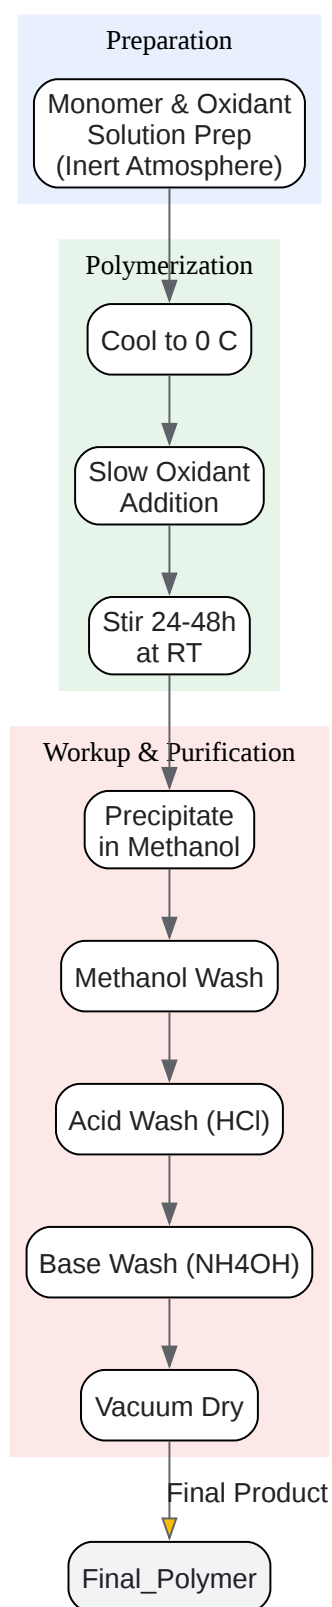 Preparation
Monomer & Oxidant
Solution Prep
(Inert Atmosphere)
Polymerization
Cool to 0 C
Slow Oxidant
Addition
Stir 24-48h
at RT
Workup & Purification
Precipitate
in Methanol
Methanol Wash
Acid Wash (HCl)
Base Wash (NH4OH)
Vacuum Dry
Final Product
Final_Polymer